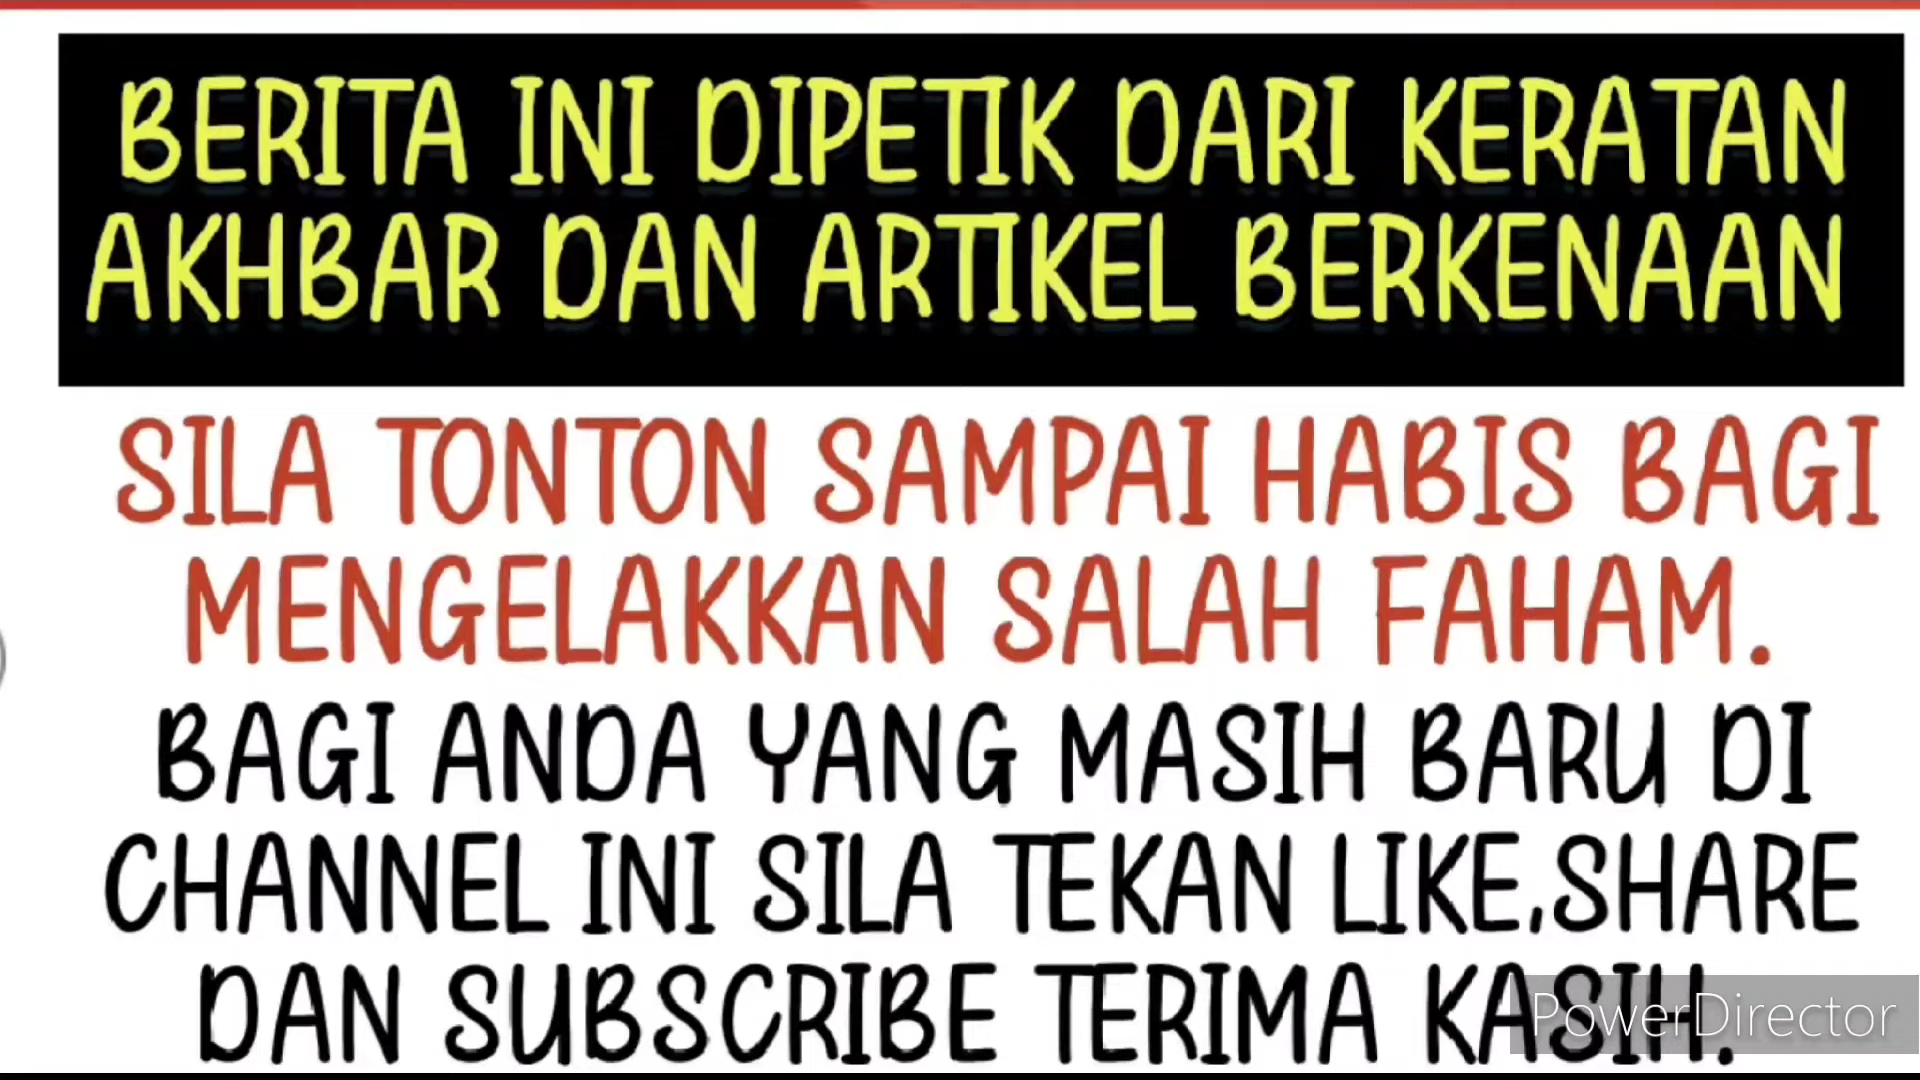 BERITA INI DIPETIK DARI KERATAN
AKHBAR DAN ARTIKEL BERKENAAN
SILA TONTON SAMPAI HABIS BAGI
MENGELAKKAN SALAH FAHAM.
BAGI ANDA YANG MASIH BARU DI
CHANNEL INI SILA TEKAN LIKE,SHARE
DAN SUBSCRIBE TERIMA KASIH.
PowerDirector